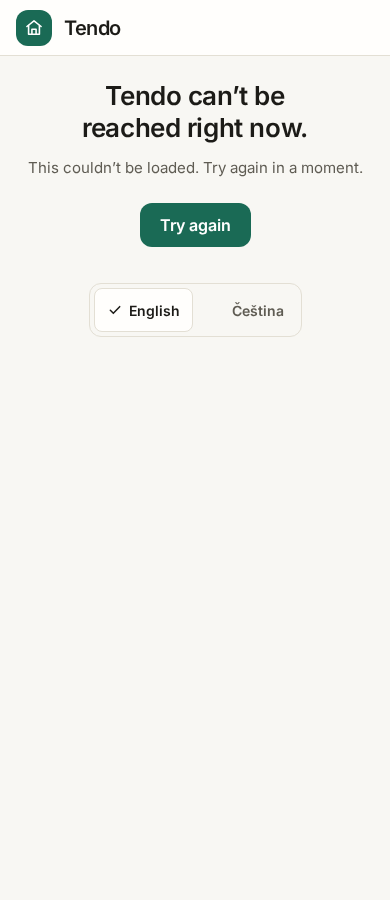 Tendo
Tendo can’t be
reached right now.
This couldn’t be loaded. Try again in a moment.
Try again
English
Čeština